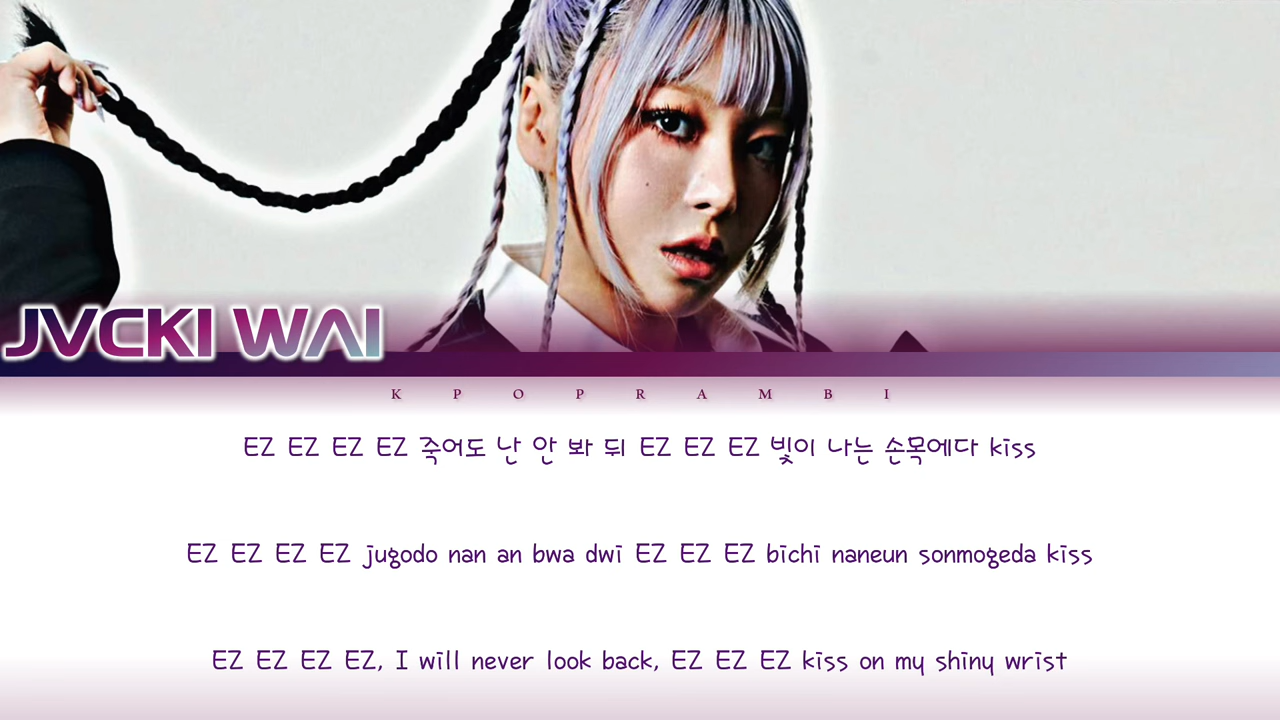 JVCKI WAI
K P O P R A M B I
EZ EZ EZ EZ 죽어도 난 안 봐 뒤 EZ EZ EZ 빛이 나는 손목에다 kiss
EZ EZ EZ EZ jugodo nan an bwa dwi EZ EZ EZ bichi naneun sonmogeda kiss
EZ EZ EZ EZ, I will never look back, EZ EZ EZ kiss on my shiny wrist